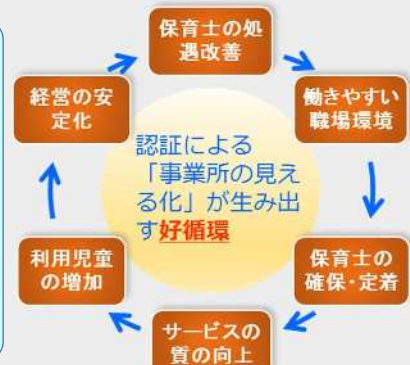 保育士の処
遇改善
働きやすい
職場環境
保育士の
確保・定着
サービスの
質の向上
利用児童
の増加
経営の安
定化
認証による
「事業所の見え
る化」が生み出
す好循環